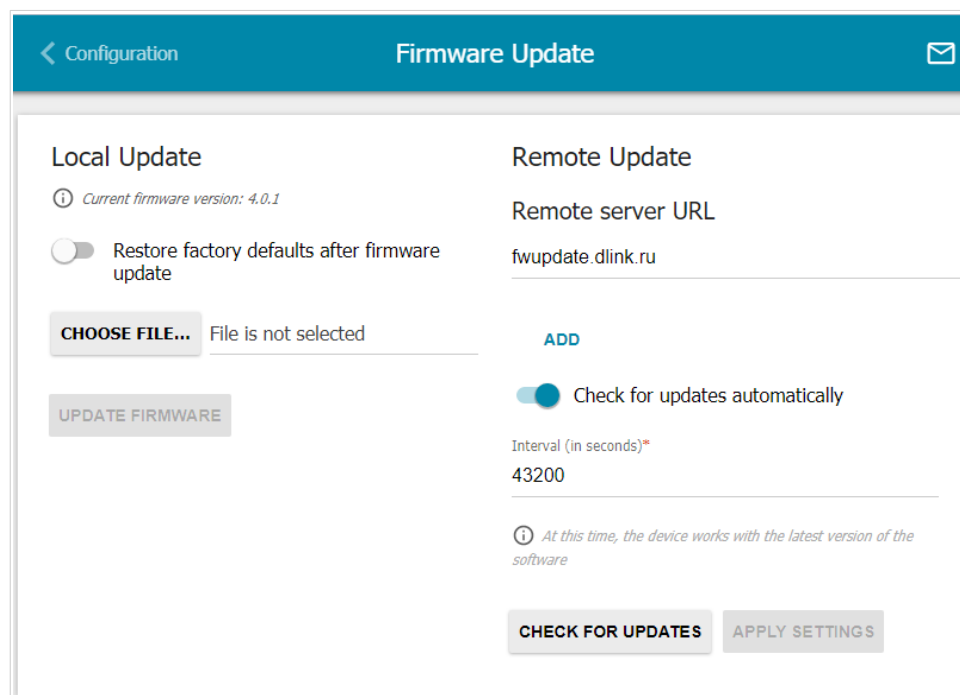 Configuration
Firmware Update
Local Update
Current firmware version: 4.0.1
Restore factory defaults after firmware
update
CHOOSE FILE...
File is not selected
UPDATE FIRMWARE
Remote Update
Remote server URL
fwupdate.dlink.ru
ADD
Check for updates automatically
Interval (in seconds)*
43200
At this time, the device works with the latest version of the
software
CHECK FOR UPDATES
APPLY SETTINGS